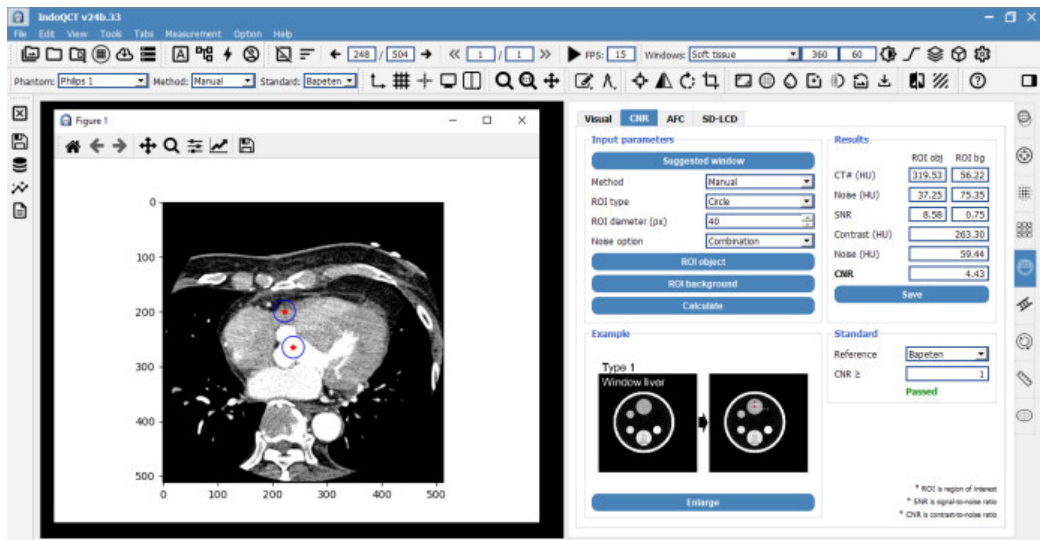 IndoQCT v24b.33
File Edit View Tools Tabs Measurement Option Help
248 / 504 1 / 1 FPS: 15 Windows: Soft tissue 360 60
Phantom: Philips 1 Method: Manual Standard: Bapeten
Figure 1
0
100
200
300
400
500
0 100 200 300 400 500
Visual CNR AFC SD-LCD
Input parameters
Suggested window
Method Manual
ROI type Circle
ROI diameter (px) 40
Noise option Combination
ROI object
ROI background
Calculate
Results
ROI obj ROI bg
CT# (HU) 319.53 56.22
Noise (HU) 37.25 75.35
SNR 8.58 0.75
Contrast (HU) 263.30
Noise (HU) 59.44
CNR 4.43
Save
Example
Type 1
Window liver
Enlarge
Standard
Reference Bapeten
CNR ≥ 1
Passed
* ROI is region of interest
* SNR is signal-to-noise ratio
* CNR is contrast-to-noise ratio